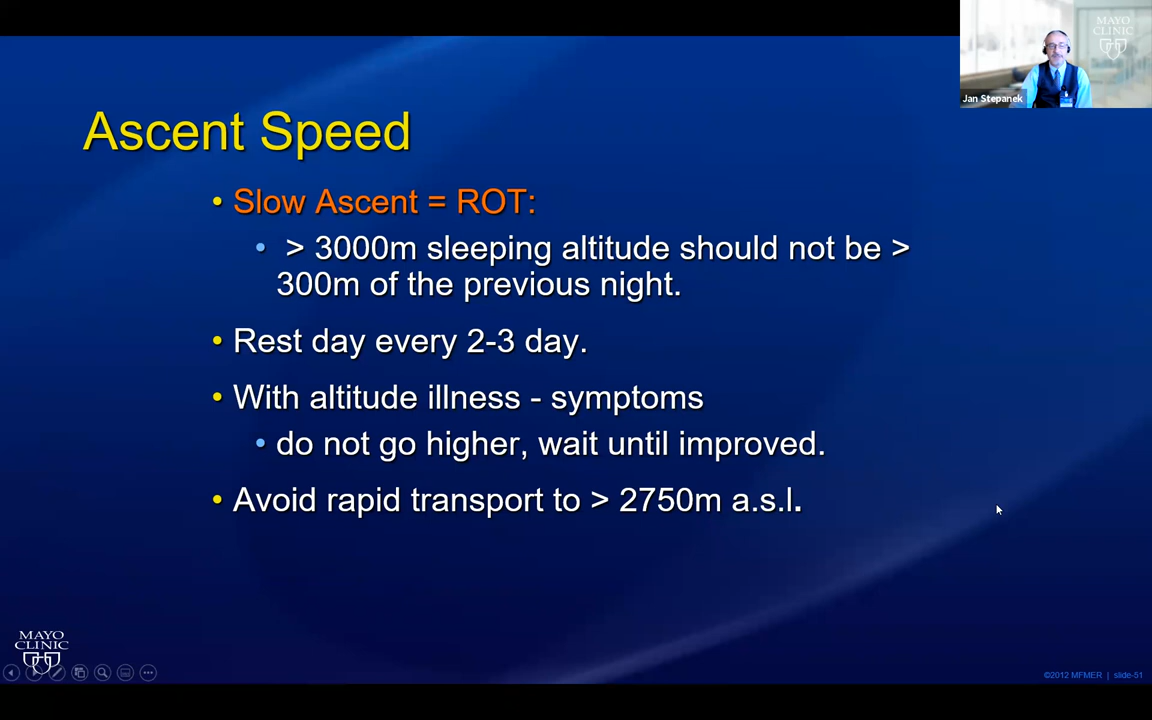 MAYO
CLINIC
Jan Stepanek
Ascent Speed
• Slow Ascent = ROT:
• > 3000m sleeping altitude should not be >
300m of the previous night.
• Rest day every 2-3 day.
• With altitude illness - symptoms
• do not go higher, wait until improved.
• Avoid rapid transport to > 2750m a.s.l.
MAYO
CLINIC
©2012 MFMER | slide-51